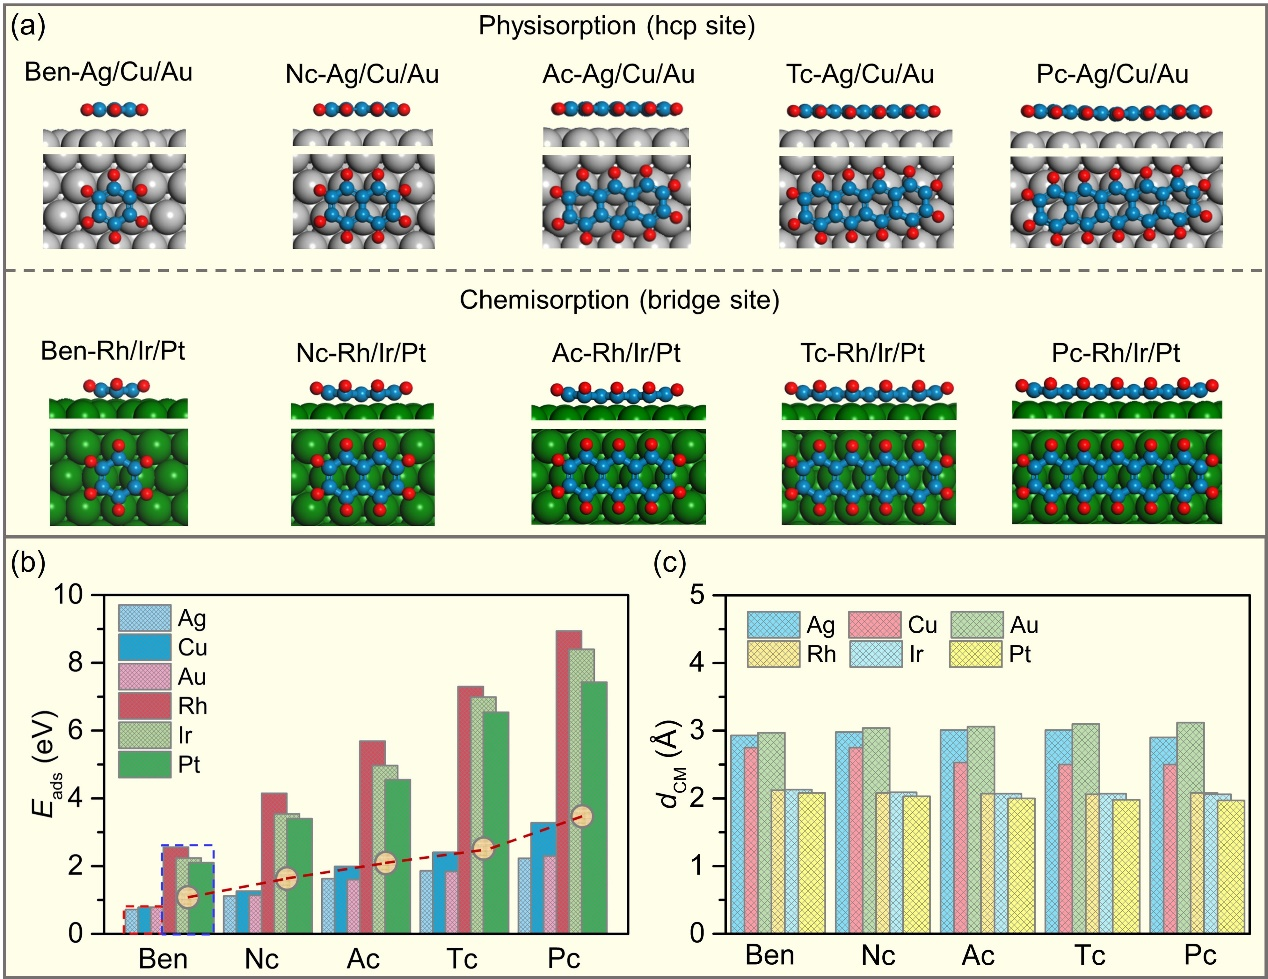 (a)
Physisorption (hcp site)
Ben-Ag/Cu/Au Nc-Ag/Cu/Au Ac-Ag/Cu/Au Tc-Ag/Cu/Au Pc-Ag/Cu/Au
Chemisorption (bridge site)
Ben-Rh/Ir/Pt Nc-Rh/Ir/Pt Ac-Rh/Ir/Pt Tc-Rh/Ir/Pt Pc-Rh/Ir/Pt
(b)
E_ads (eV)
10
8
6
4
2
0
Ag
Cu
Au
Rh
Ir
Pt
Ben Nc Ac Tc Pc
(c)
d_CM (Å)
5
4
3
2
1
0
Ag Cu Au
Rh Ir Pt
Ben Nc Ac Tc Pc